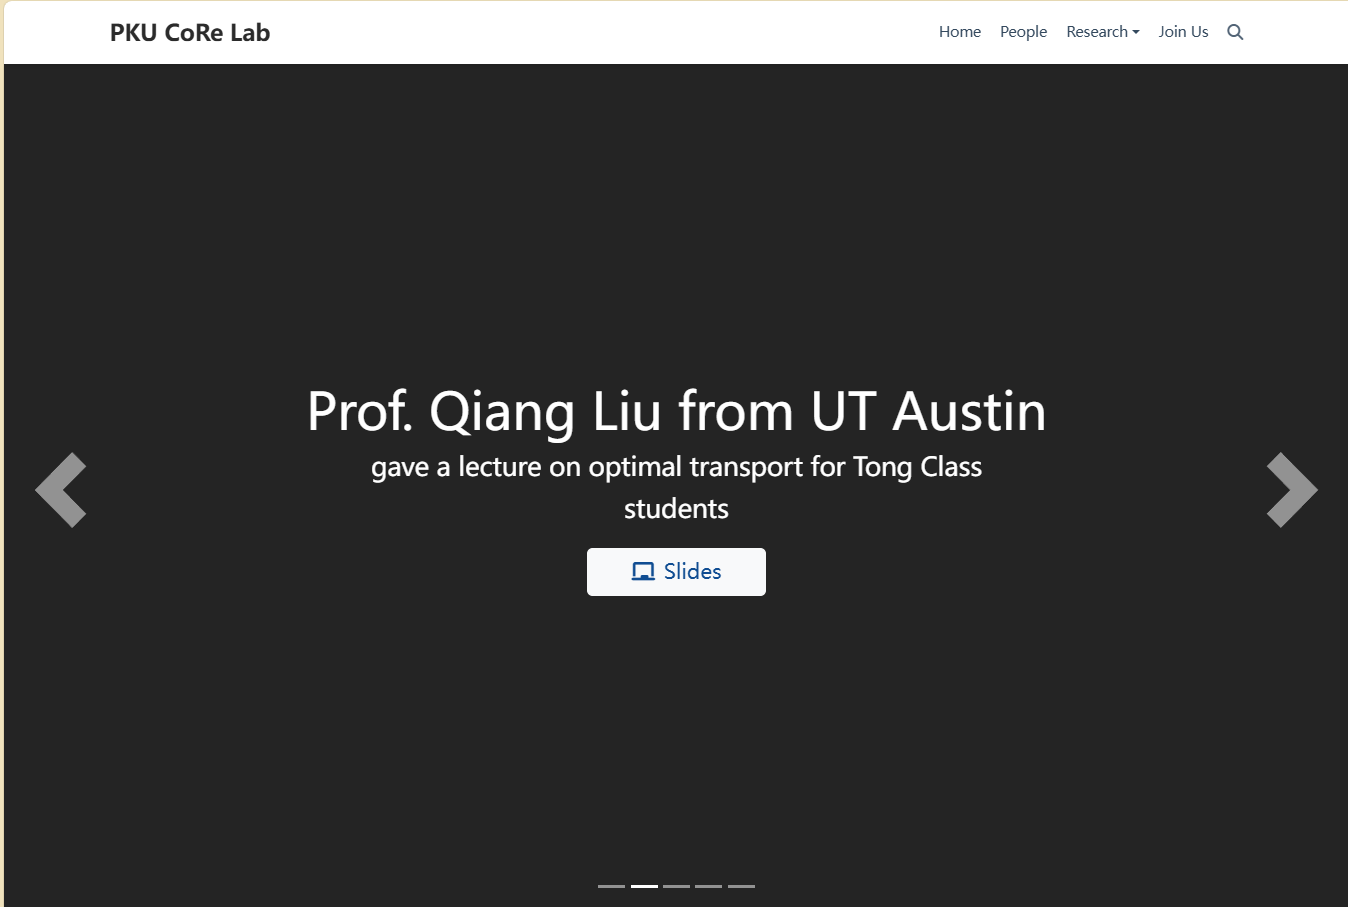 PKU CoRe Lab
Home People Research Join Us
Prof. Qiang Liu from UT Austin
gave a lecture on optimal transport for Tong Class
students
Slides